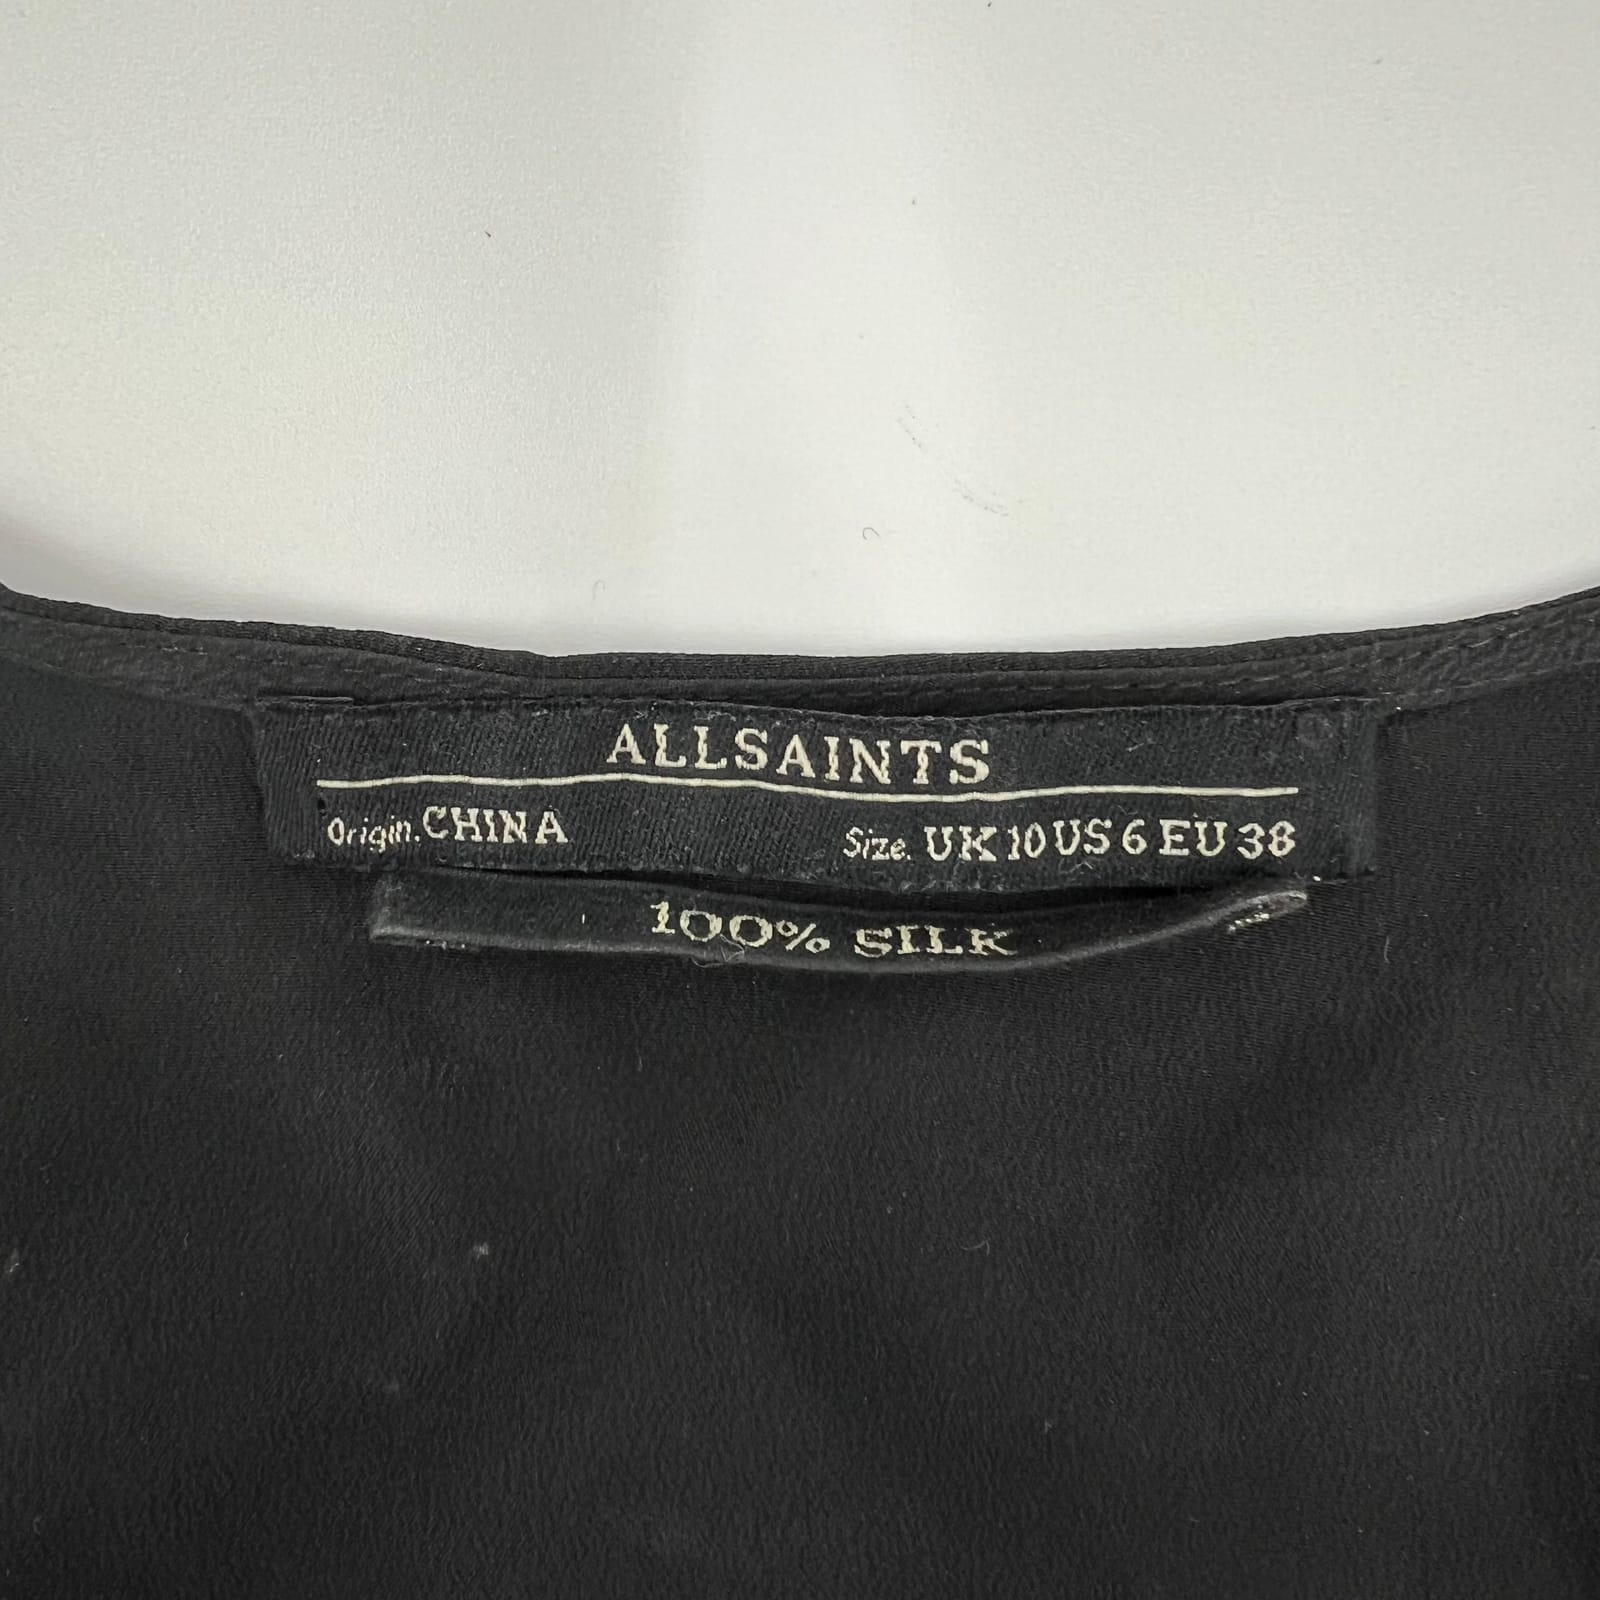 ALLSAINTS
Origin. CHINA Size. UK 10 US 6 EU 38
100% SILK